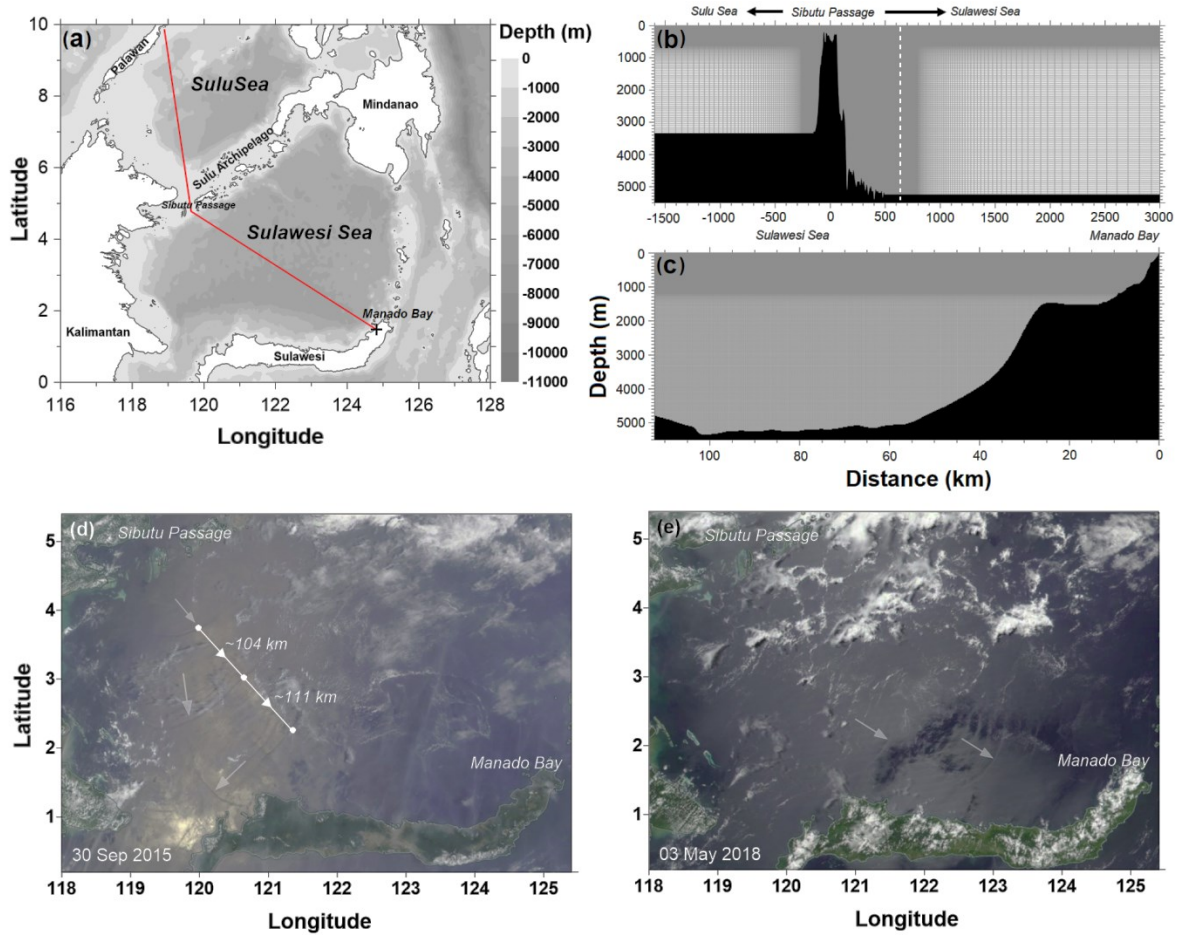 (a)
Depth (m)
10
8
6
4
2
0
Latitude
116 118 120 122 124 126 128
Longitude
Palawan
SuluSea
Mindanao
Sulu Archipelago
Sibutu Passage
Sulawesi Sea
Manado Bay
Kalimantan
Sulawesi
0
-1000
-2000
-3000
-4000
-5000
-6000
-7000
-8000
-9000
-10000
-11000
Sulu Sea Sibutu Passage Sulawesi Sea
(b)
0
1000
2000
3000
4000
5000
-1500 -1000 -500 0 500 1000 1500 2000 2500 3000
Sulawesi Sea Manado Bay
(c)
0
1000
2000
3000
4000
5000
Depth (m)
100 80 60 40 20 0
Distance (km)
(d)
Sibutu Passage
~104 km
~111 km
Manado Bay
30 Sep 2015
5
4
3
2
1
Latitude
118 119 120 121 122 123 124 125
Longitude
(e)
Sibutu Passage
Manado Bay
03 May 2018
5
4
3
2
1
118 119 120 121 122 123 124 125
Longitude